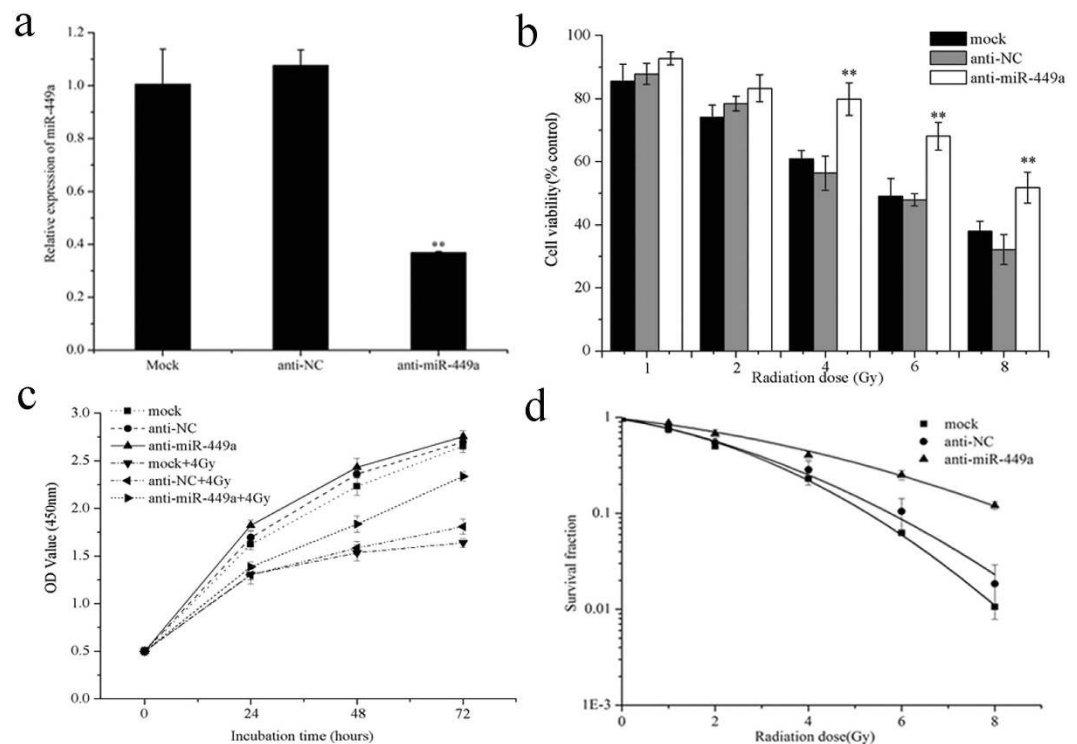 a
Relative expression of miR-449a
1.2
1.0
0.8
0.6
0.4
0.2
0.0
**
Mock
anti-NC
anti-miR-449a
b
Cell viability(% control)
100
80
60
40
20
0
mock
anti-NC
anti-miR-449a
**
**
**
1
2
4
6
8
Radiation dose (Gy)
c
OD Value (450nm)
3.0
2.5
2.0
1.5
1.0
0.5
0.0
mock
anti-NC
anti-miR-449a
mock+4Gy
anti-NC+4Gy
anti-miR-449a+4Gy
0
24
48
72
Incubation time (hours)
d
Survival fraction
1
0.1
0.01
1E-3
mock
anti-NC
anti-miR-449a
0
2
4
6
8
Radiation dose(Gy)